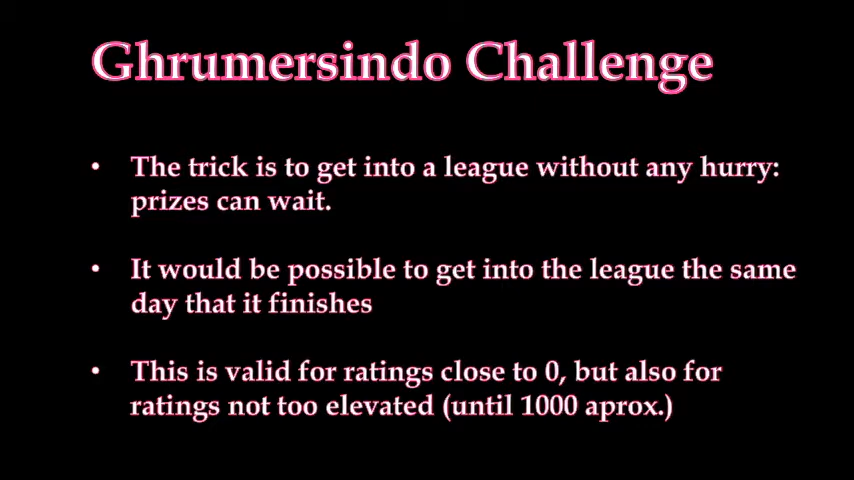 Ghrumersindo Challenge
• The trick is to get into a league without any hurry:
prizes can wait.
• It would be possible to get into the league the same
day that it finishes
• This is valid for ratings close to 0, but also for
ratings not too elevated (until 1000 aprox.)